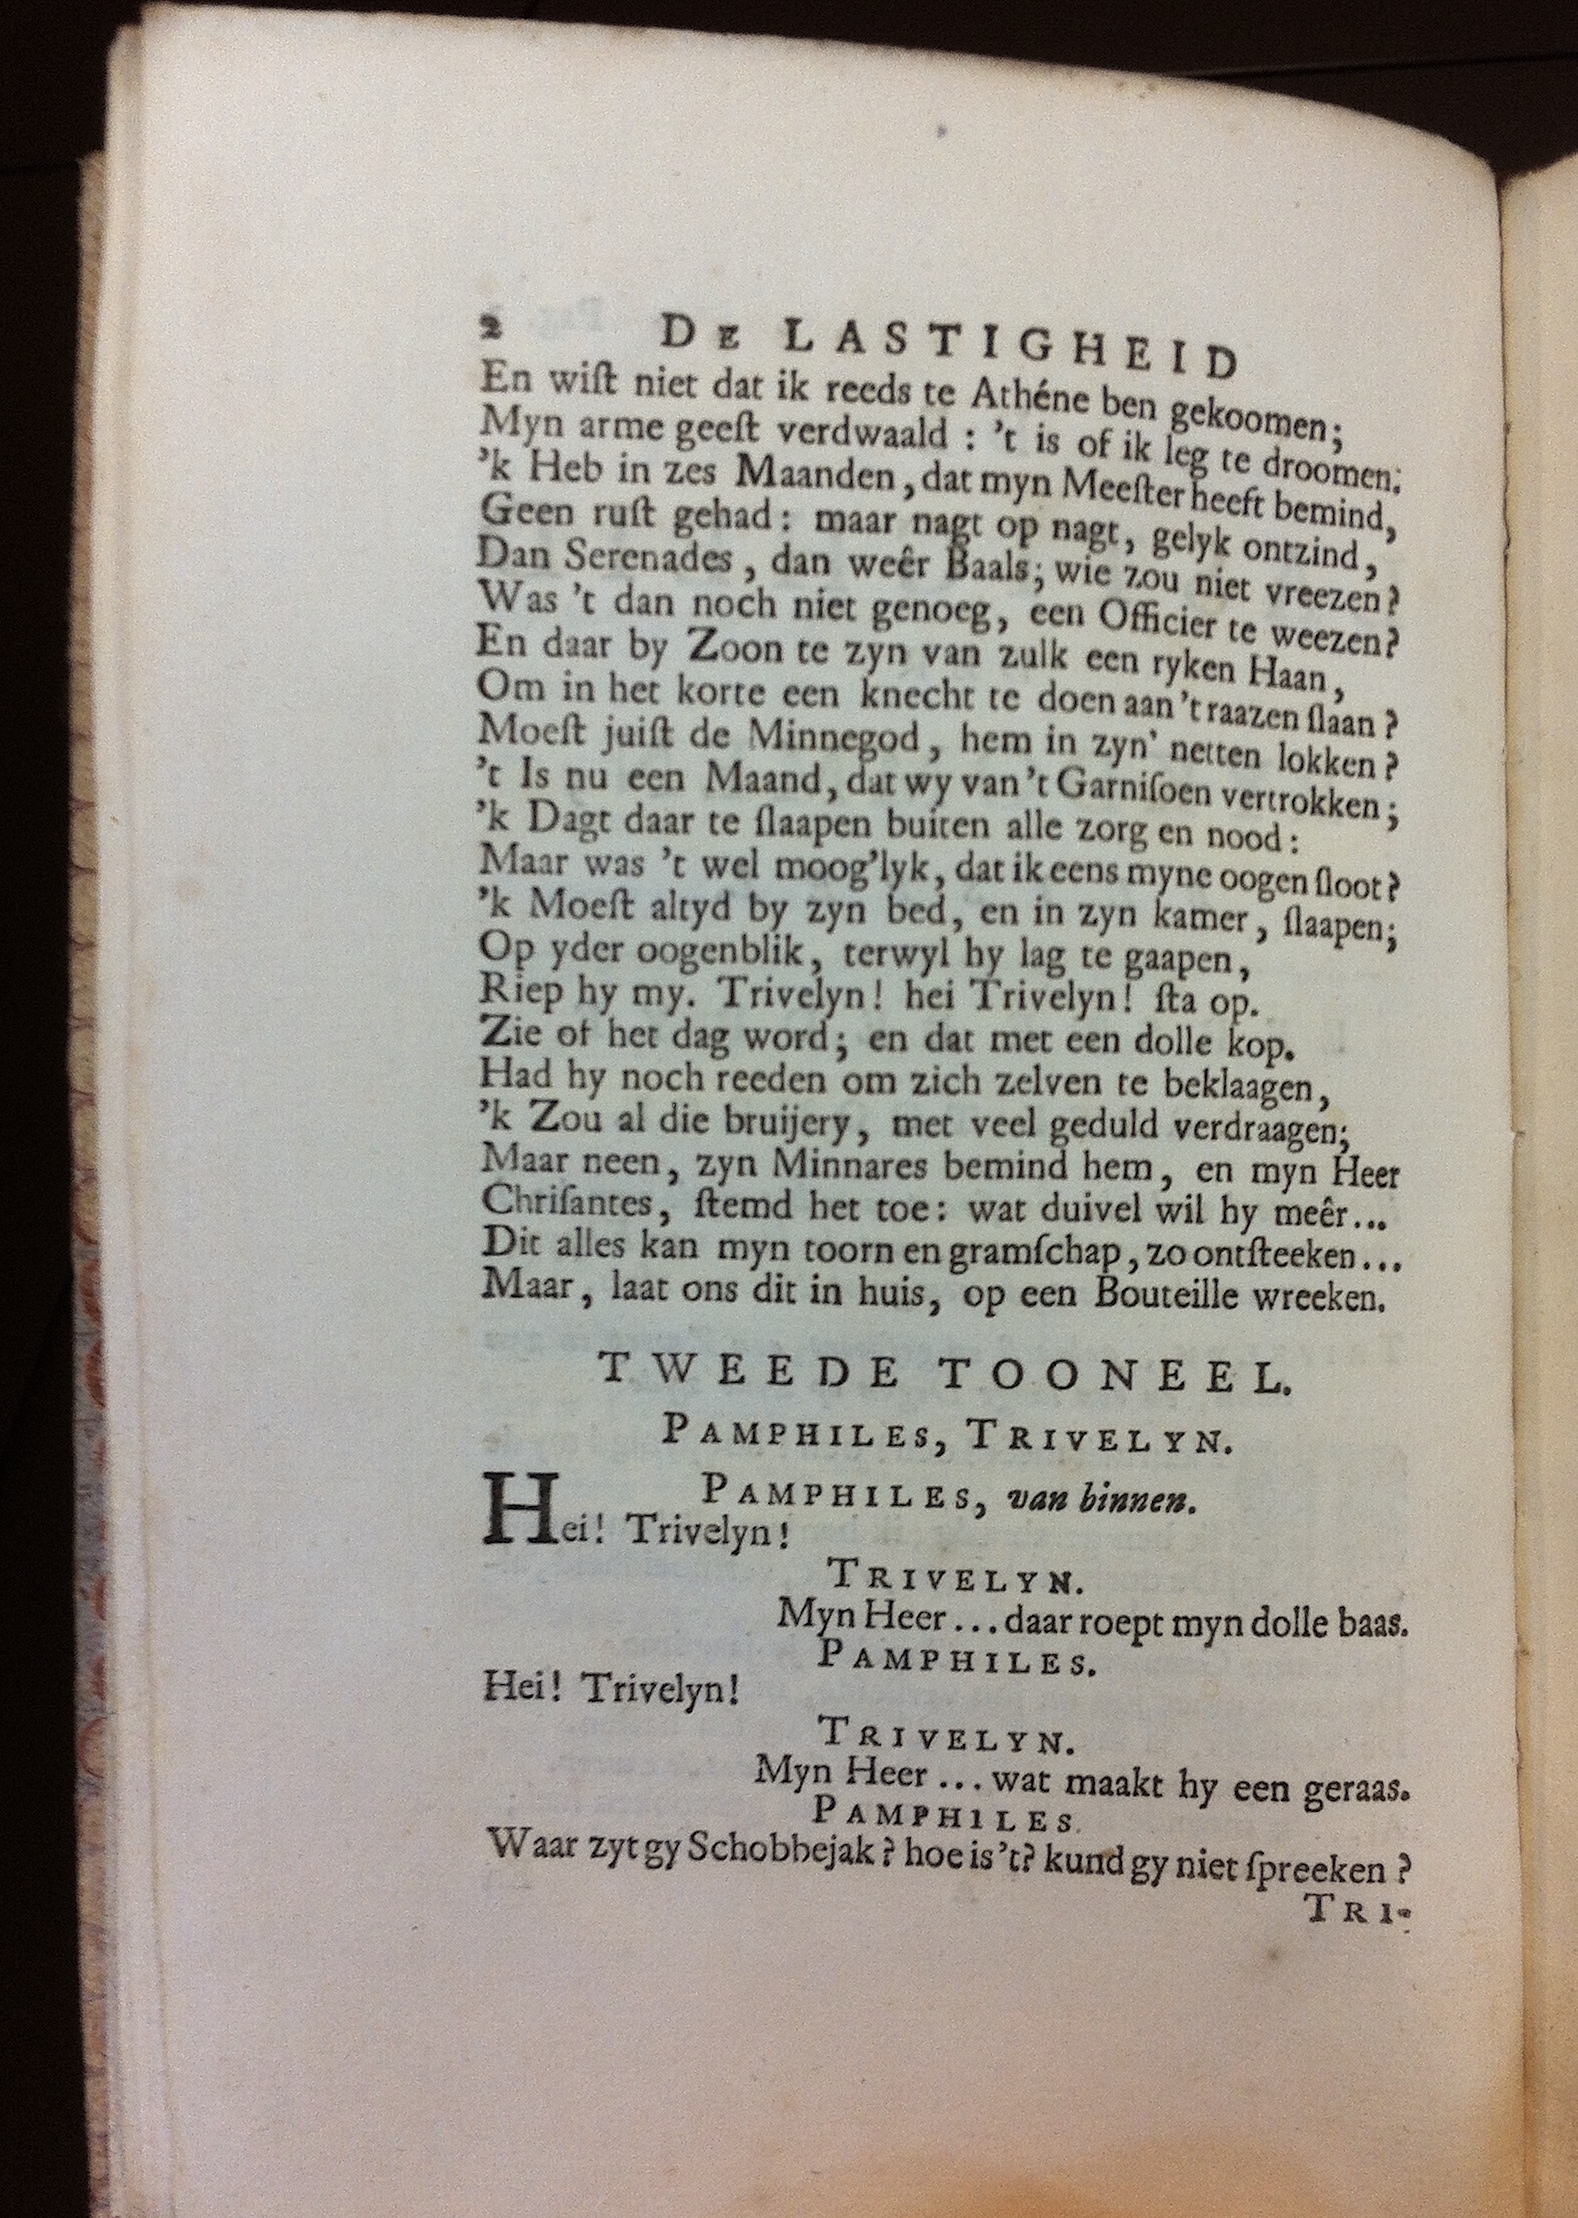 2 DE LASTIGHEID
En wiſt niet dat ik reeds te Athéne ben gekoomen;
Myn arme geeſt verdwaald : 't is of ik leg te droomen:
'k Heb in zes Maanden, dat myn Meeſter heeft bemind,
Geen ruſt gehad: maar nagt op nagt, gelyk ontzind,
Dan Serenades, dan weêr Baals; wie zou niet vreezen?
Was 't dan noch niet genoeg, een Officier te weezen?
En daar by Zoon te zyn van zulk een ryken Haan,
Om in het korte een knecht te doen aan 't raazen ſlaan?
Moeſt juiſt de Minnegod, hem in zyn' netten lokken?
't Is nu een Maand, dat wy van 't Garniſoen vertrokken;
'k Dagt daar te ſlaapen buiten alle zorg en nood:
Maar was 't wel moog'lyk, dat ik eens myne oogen ſloot?
'k Moeſt altyd by zyn bed, en in zyn kamer, ſlaapen;
Op yder oogenblik, terwyl hy lag te gaapen,
Riep hy my. Trivelyn! hei Trivelyn! ſta op.
Zie of het dag word; en dat met een dolle kop.
Had hy noch reeden om zich zelven te beklaagen,
'k Zou al die bruijery, met veel geduld verdraagen;
Maar neen, zyn Minnares bemind hem, en myn Heer
Chriſantes, ſtemd het toe: wat duivel wil hy meêr...
Dit alles kan myn toorn en gramſchap, zo ontſteeken...
Maar, laat ons dit in huis, op een Bouteille wreeken.
TWEEDE TOONEEL.
PAMPHILES, TRIVELYN.
PAMPHILES, van binnen.
Hei! Trivelyn!
TRIVELYN.
Myn Heer... daar roept myn dolle baas.
PAMPHILES.
Hei! Trivelyn!
TRIVELYN.
Myn Heer... wat maakt hy een geraas.
PAMPHILES.
Waar zyt gy Schobbejak? hoe is 't? kund gy niet ſpreeken?
TRI-